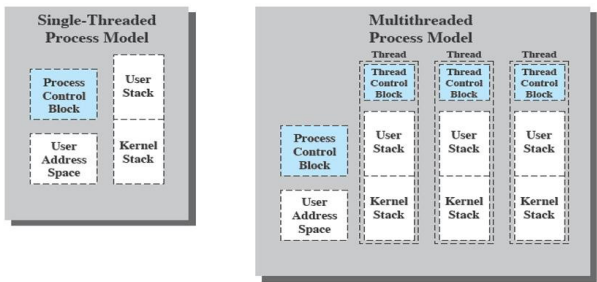 Single-Threaded
Process Model
Process
Control
Block
User
Stack
User
Address
Space
Kernel
Stack
Multithreaded
Process Model
Process
Control
Block
User
Address
Space
Thread
Thread
Control
Block
User
Stack
Kernel
Stack
Thread
Thread
Control
Block
User
Stack
Kernel
Stack
Thread
Thread
Control
Block
User
Stack
Kernel
Stack